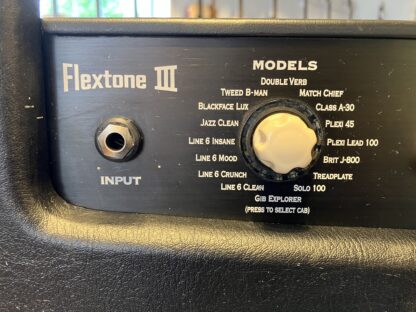 Flextone III
INPUT
MODELS
DOUBLE VERB
TWEED B-MAN
MATCH CHIEF
BLACKFACE LUX
CLASS A-30
JAZZ CLEAN
PLEXI 45
LINE 6 INSANE
PLEXI LEAD 100
LINE 6 MOOD
BRIT J-800
LINE 6 CRUNCH
TREADPLATE
LINE 6 CLEAN
SOLO 100
GIB EXPLORER
(PRESS TO SELECT CAB)